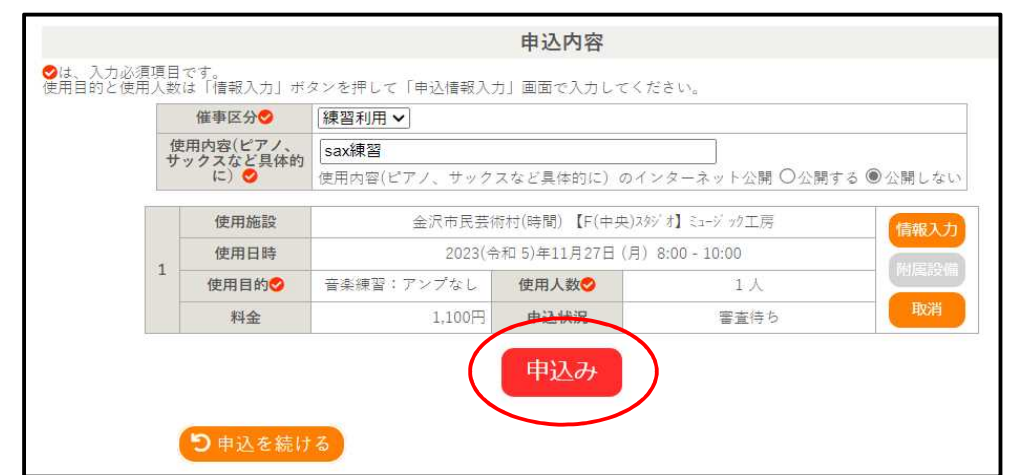 申込内容
は、入力必須項目です。
使用目的と使用人数は「情報入力」ボタンを押して「申込情報入力」画面で入力してください。
催事区分 練習利用
使用内容(ピアノ、サックスなど具体的に) sax練習
使用内容(ピアノ、サックスなど具体的に) のインターネット公開 公開する 公開しない
1
使用施設 金沢市民芸術村(時間) 【F(中央)ｽﾀｼﾞｵ】ﾐｭｰｼﾞｯｸ工房
使用日時 2023(令和 5)年11月27日 (月) 8:00 - 10:00
使用目的 音楽練習：アンプなし 使用人数 1 人
料金 1,100円 申込状況 審査待ち
情報入力
附属設備
取消
申込み
申込を続ける